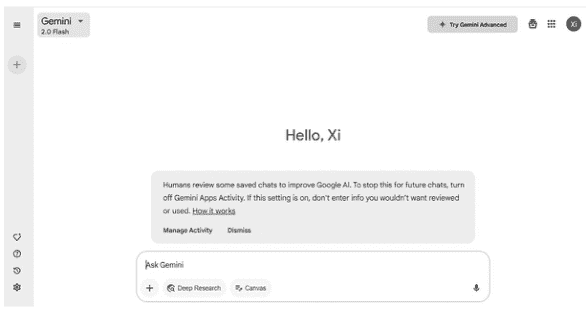 Gemini
2.0 Flash
Try Gemini Advanced
Xi
Hello, Xi
Humans review some saved chats to improve Google AI. To stop this for future chats, turn
off Gemini Apps Activity. If this setting is on, don't enter info you wouldn't want reviewed
or used. How it works
Manage Activity Dismiss
Ask Gemini
Deep Research Canvas